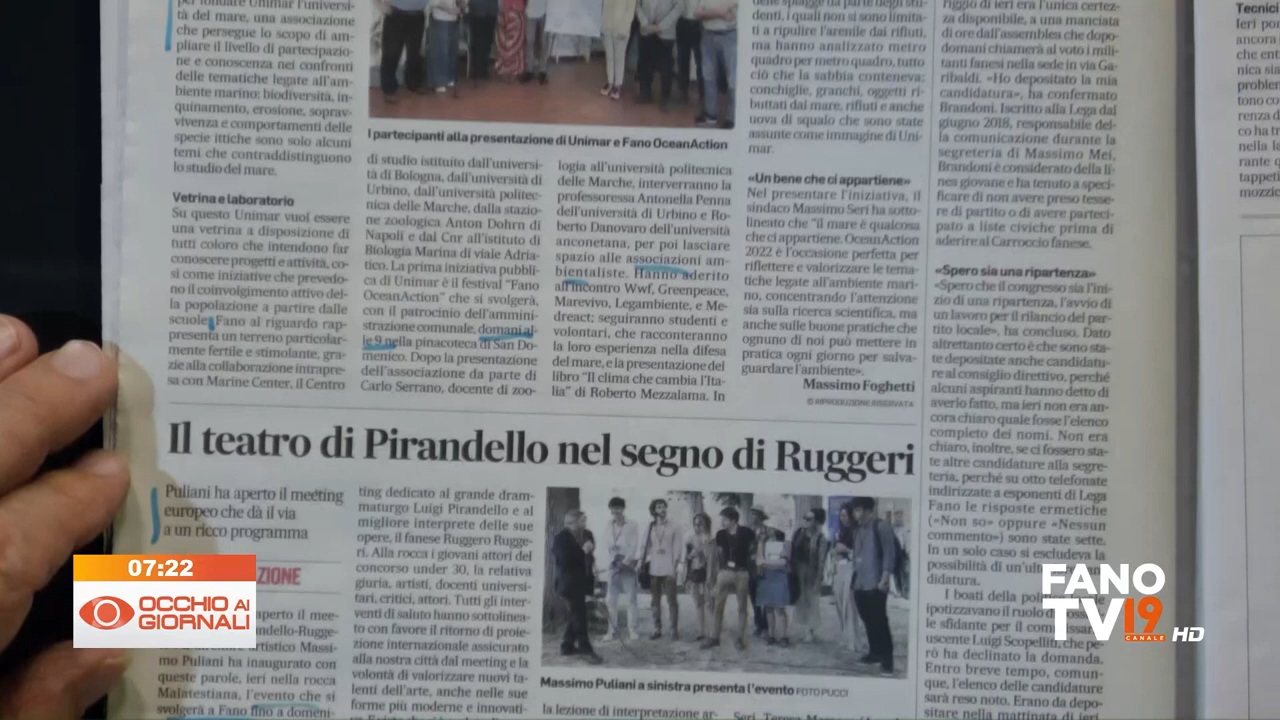 per fondare Unimar l'universi-
tà del mare, una associazione
che persegue lo scopo di am-
pliare il livello di partecipazio-
ne e conoscenza nei confronti
delle tematiche legate all'am-
biente marino: biodiversità, in-
quinamento, erosione, soprav-
vivenza e comportamenti delle
specie ittiche sono solo alcuni
temi che contraddistinguono
lo studio del mare.
Vetrina e laboratorio
Su questo Unimar vuol essere
una vetrina a disposizione di
tutti coloro che intendono far
conoscere progetti e attività, co-
sì come iniziative che prevedo-
no il coinvolgimento attivo del-
la popolazione a partire dalle
scuole. Fano al riguardo rap-
presenta un terreno particolar-
mente fertile e stimolante, gra-
zie alla collaborazione intrapre-
sa con Marine Center, il Centro
I partecipanti alla presentazione di Unimar e Fano OceanAction
di studio istituito dall'universi-
tà di Bologna, dall'università di
Urbino, dall'università politec-
nica delle Marche, dalla stazio-
ne zoologica Anton Dohrn di
Napoli e dal Cnr all'istituto di
Biologia Marina di viale Adria-
tico. La prima iniziativa pubbli-
ca di Unimar è il festival "Fano
OceanAction" che si svolgerà,
con il patrocinio dell'ammini-
strazione comunale, domani al-
le 9 nella pinacoteca di San Do-
menico. Dopo la presentazione
dell'associazione da parte di
Carlo Serrano, docente di zoo-
logia all'università politecnica
delle Marche, interverranno la
professoressa Antonella Penna
dell'università di Urbino e Ro-
berto Danovaro dell'università
anconetana, per poi lasciare
spazio alle associazioni am-
bientaliste. Hanno aderito
all'incontro Wwf, Greenpeace,
Marevivo, Legambiente, e Me-
dreact; seguiranno studenti e
volontari, che racconteranno
la loro esperienza nella difesa
del mare, e la presentazione del
libro "Il clima che cambia l'Ita-
lia" di Roberto Mezzalama. In
delle spiagge da parte degli stu-
denti, i quali non si sono limita-
ti a ripulire l'arenile dai rifiuti,
ma hanno analizzato metro
quadro per metro quadro, tutto
ciò che la sabbia conteneva:
conchiglie, granchi, oggetti ri-
buttati dal mare, rifiuti e anche
uova di squalo che sono state
assunte come immagine di Uni-
mar.
«Un bene che ci appartiene»
Nel presentare l'iniziativa, il
sindaco Massimo Seri ha sotto-
lineato che "il mare è qualcosa
che ci appartiene. OceanAction
2022 è l'occasione perfetta per
riflettere e valorizzare le tema-
tiche legate all'ambiente mari-
no, concentrando l'attenzione
sia sulla ricerca scientifica, ma
anche sulle buone pratiche che
ognuno di noi può mettere in
pratica ogni giorno per salva-
guardare l'ambiente».
Massimo Foghetti
© RIPRODUZIONE RISERVATA
riggio di ieri era l'unica certez-
za disponibile, a una manciata
di ore dall'assemblea che dopo-
domani chiamerà al voto i mili-
tanti fanesi nella sede in via Ga-
ribaldi. «Ho depositato la mia
candidatura», ha confermato
Brandoni. Iscritto alla Lega dal
giugno 2018, responsabile del-
la comunicazione durante la
segreteria di Massimo Mei,
Brandoni è considerato della li-
nea giovane e ha tenuto a speci-
ficare di non avere preso tesse-
re di partito o di avere parteci-
pato a liste civiche prima di
aderire al Carroccio fanese.
«Spero sia una ripartenza»
«Spero che il congresso sia l'ini-
zio di una ripartenza, l'avvio di
un lavoro per il rilancio del par-
tito locale», ha concluso. Dato
altrettanto certo è che sono sta-
te depositate anche candidatu-
re al consiglio direttivo, perché
alcuni aspiranti hanno detto di
averlo fatto, ma ieri non era an-
cora chiaro quale fosse l'elenco
completo dei nomi. Non era
chiaro, inoltre, se ci fossero sta-
te altre candidature alla segre-
teria, perché su otto telefonate
indirizzate a esponenti di Lega
Fano le risposte ermetiche
(«Non so» oppure «Nessun
commento») sono state sette.
In un solo caso si escludeva la
possibilità di un'ulte
didatura.
I boati della
ipotizzavano il ruolo
le sfidante per il commissar
uscente Luigi Scopelliti, che pe-
rò ha declinato la domanda.
Entro breve tempo, comun-
que, l'elenco delle candidature
sarà reso noto. Erano da depo-
sitare nella mattinata di ieri
Tecnici
Ieri po
ancora
che ent
nica sia
problen
tono co
renza d
co ha t
nella la
rante
tappeti
mozzic
Il teatro di Pirandello nel segno di Ruggeri
Puliani ha aperto il meeting
europeo che dà il via
a un ricco programma
ZIONE
aperto il mee-
ndello-Rugge-
artistico Massi-
mo Puliani ha inaugurato con
queste parole, ieri nella rocca
Malatestiana, l'evento che si
svolgerà a Fano fino a domeni-
ting dedicato al grande dram-
maturgo Luigi Pirandello e al
migliore interprete delle sue
opere, il fanese Ruggero Rugge-
ri. Alla rocca i giovani attori del
concorso under 30, la relativa
giuria, artisti, docenti universi-
tari, critici, attori. Tutti gli inter-
venti di saluto hanno sottolinea-
to con favore il ritorno di proie-
zione internazionale assicurato
alla nostra città dal meeting e la
volontà di valorizzare nuovi ta-
lenti dell'arte, anche nelle sue
forme più moderne e innovati-
Massimo Puliani a sinistra presenta l'evento FOTO PUCCI
la lezione di interpretazione ar-
07:22
OCCHIO AI
GIORNALI
FANO
TV19
CANALE HD